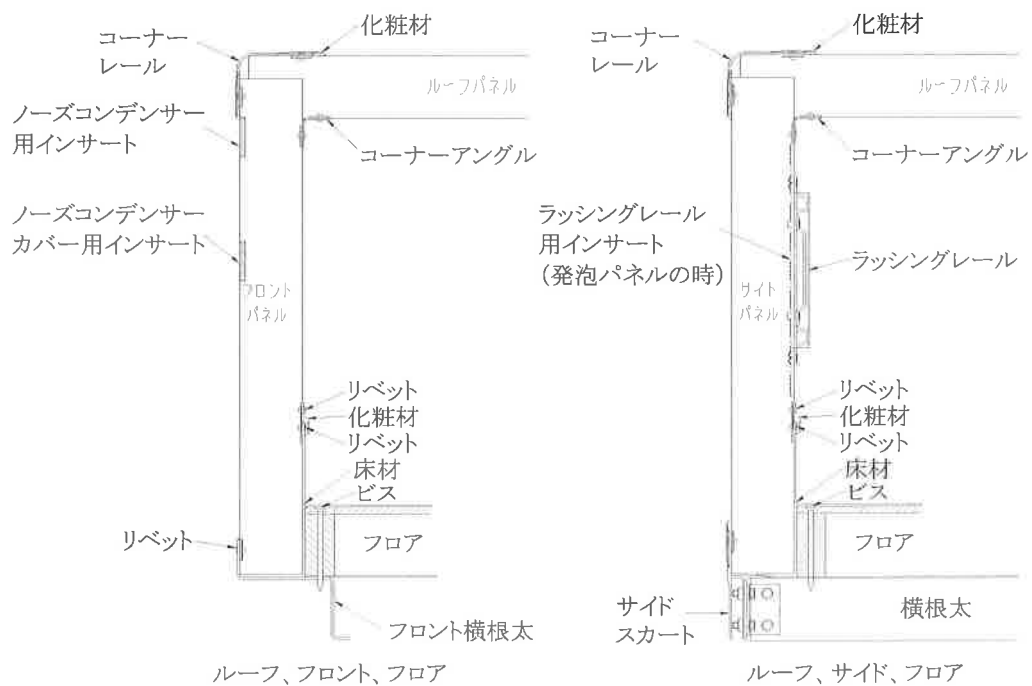 化粧材
コーナー
レール
ルーフパネル
ノーズコンデンサー
用インサート
コーナーアングル
ノーズコンデンサー
カバー用インサート
フロント
パネル
リベット
化粧材
リベット
床材
ビス
リベット
フロア
フロント横根太
ルーフ、フロント、フロア
化粧材
コーナー
レール
ルーフパネル
コーナーアングル
ラッシングレール
用インサート
（発泡パネルの時）
ラッシングレール
サイド
パネル
リベット
化粧材
リベット
床材
ビス
フロア
サイド
スカート
横根太
ルーフ、サイド、フロア